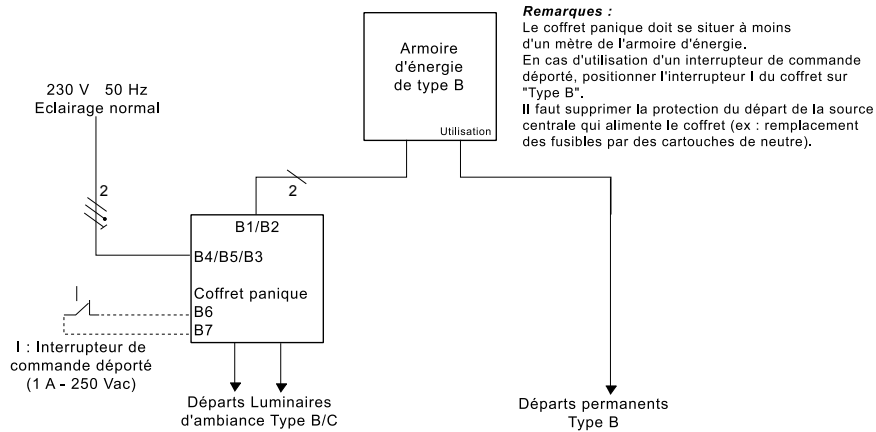 Remarques :
Le coffret panique doit se situer à moins
d'un mètre de l'armoire d'énergie.
En cas d'utilisation d'un interrupteur de commande
déporté, positionner l'interrupteur I du coffret sur
"Type B".
Il faut supprimer la protection du départ de la source
centrale qui alimente le coffret (ex : remplacement
des fusibles par des cartouches de neutre).
Armoire
d'énergie
de type B
Utilisation
230 V 50 Hz
Eclairage normal
2
2
B1/B2
B4/B5/B3
Coffret panique
B6
B7
I
I : Interrupteur de
commande déporté
(1 A - 250 Vac)
Départs Luminaires
d'ambiance Type B/C
Départs permanents
Type B